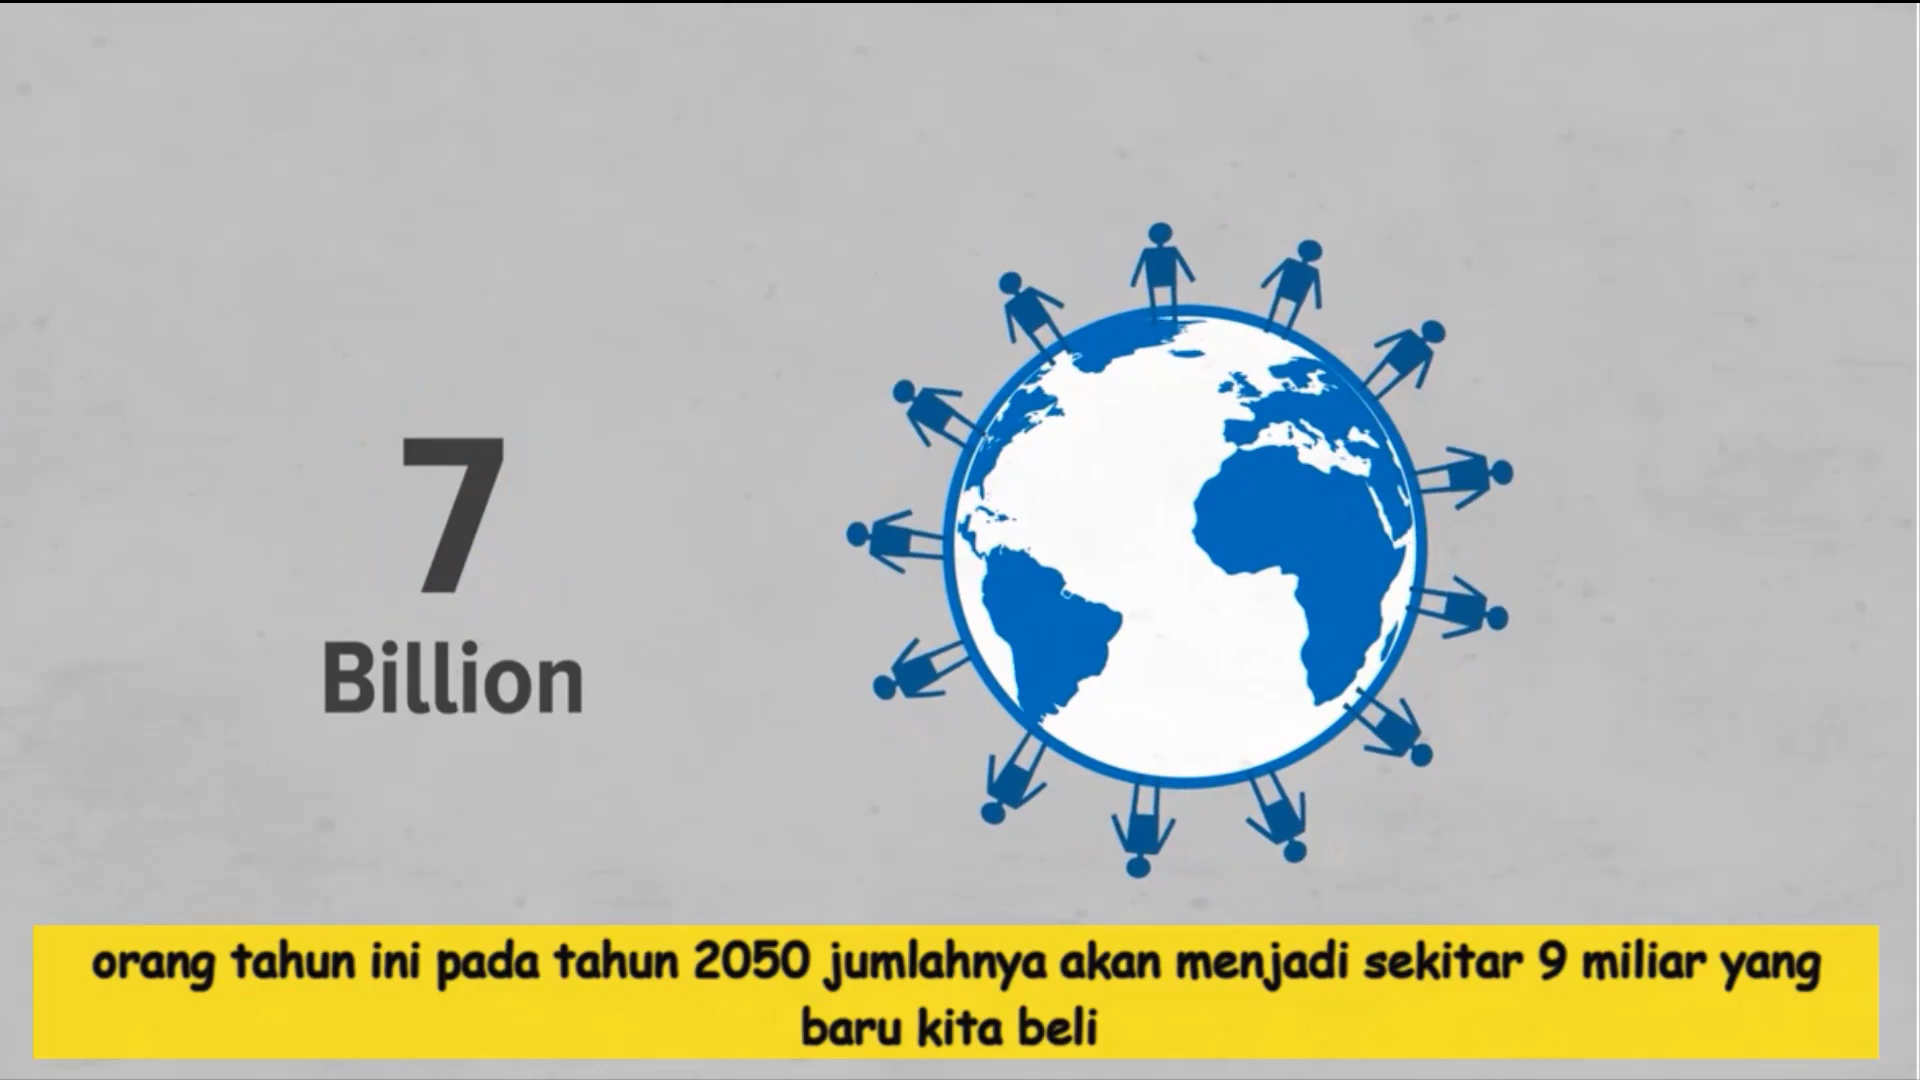 7
Billion
orang tahun ini pada tahun 2050 jumlahnya akan menjadi sekitar 9 miliar yang
baru kita beli